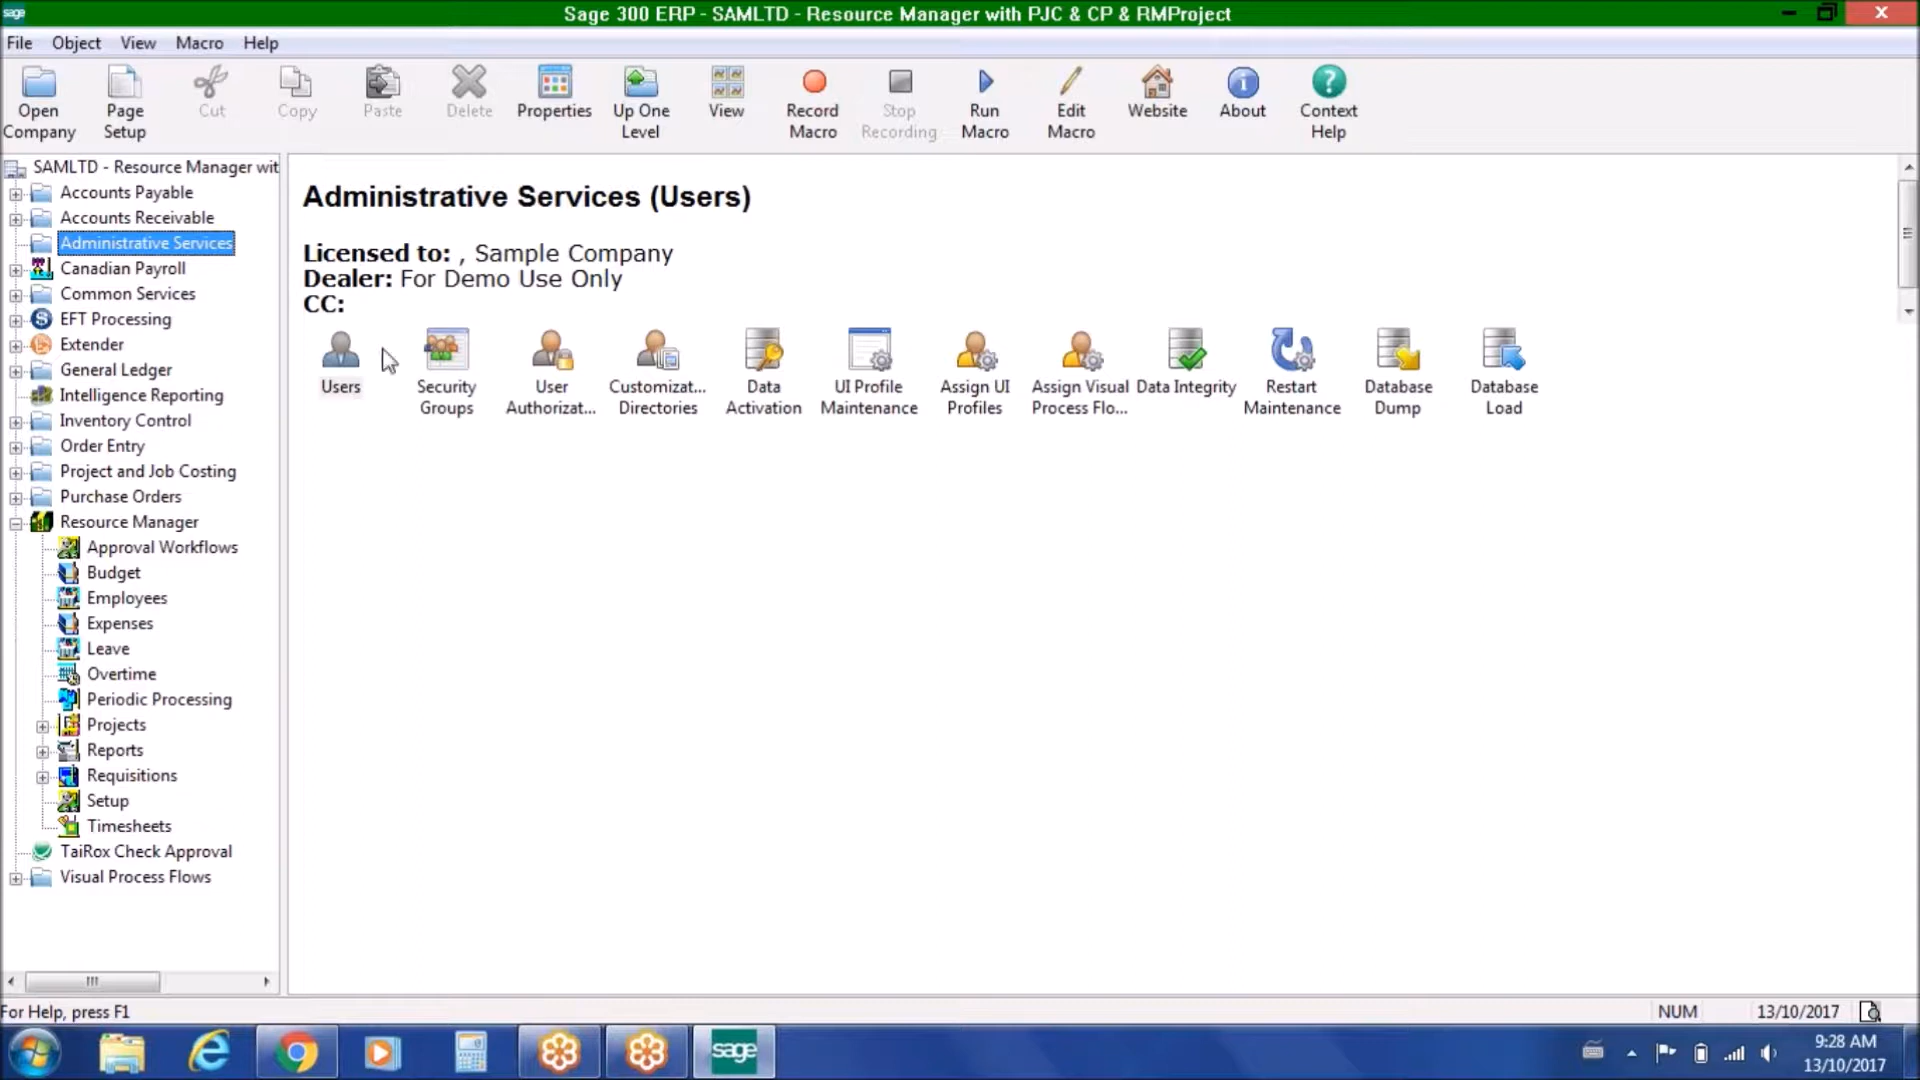 sage
Sage 300 ERP - SAMLTD - Resource Manager with PJC & CP & RMProject
File Object View Macro Help
Open Company
Page Setup
Cut
Copy
Paste
Delete
Properties
Up One Level
View
Record Macro
Stop Recording
Run Macro
Edit Macro
Website
About
Context Help
SAMLTD - Resource Manager wit
Accounts Payable
Accounts Receivable
Administrative Services
Canadian Payroll
Common Services
EFT Processing
Extender
General Ledger
Intelligence Reporting
Inventory Control
Order Entry
Project and Job Costing
Purchase Orders
Resource Manager
Approval Workflows
Budget
Employees
Expenses
Leave
Overtime
Periodic Processing
Projects
Reports
Requisitions
Setup
Timesheets
TaiRox Check Approval
Visual Process Flows
Administrative Services (Users)
Licensed to: , Sample Company
Dealer: For Demo Use Only
CC:
Users
Security Groups
User Authorizat...
Customizat... Directories
Data Activation
UI Profile Maintenance
Assign UI Profiles
Assign Visual Process Flo...
Data Integrity
Restart Maintenance
Database Dump
Database Load
For Help, press F1
NUM
13/10/2017
sage
9:28 AM
13/10/2017